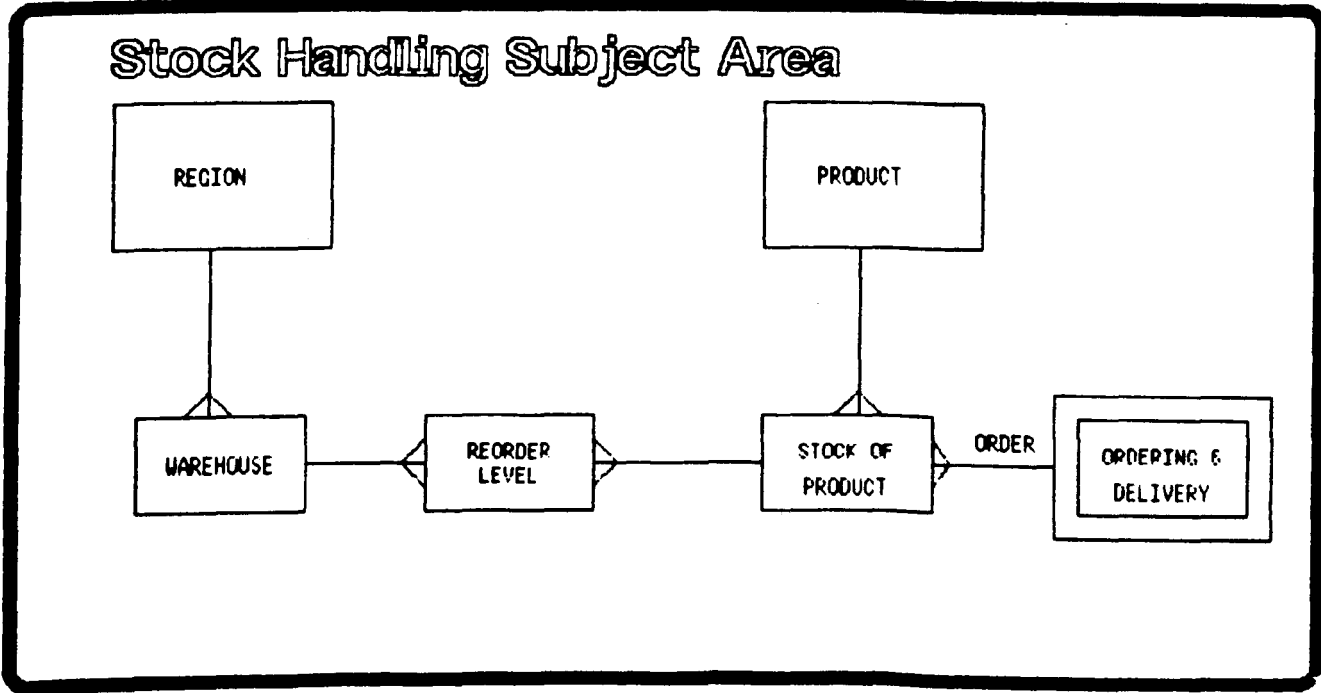 Stock Handling Subject Area
REGION
PRODUCT
WAREHOUSE
REORDER
LEVEL
STOCK OF
PRODUCT
ORDER
ORDERING &
DELIVERY